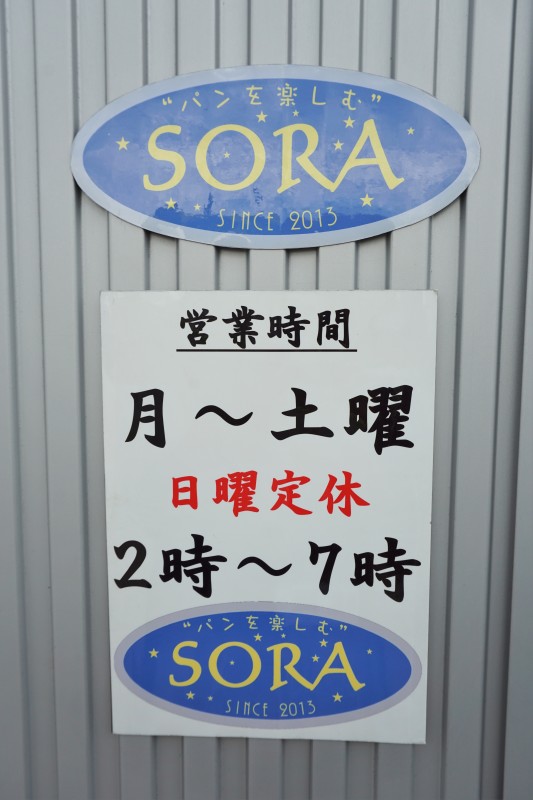 “パンを楽しむ”
SORA
SINCE 2013
営業時間
月～土曜
日曜定休
2時～7時
“パンを楽しむ”
SORA
SINCE 2013